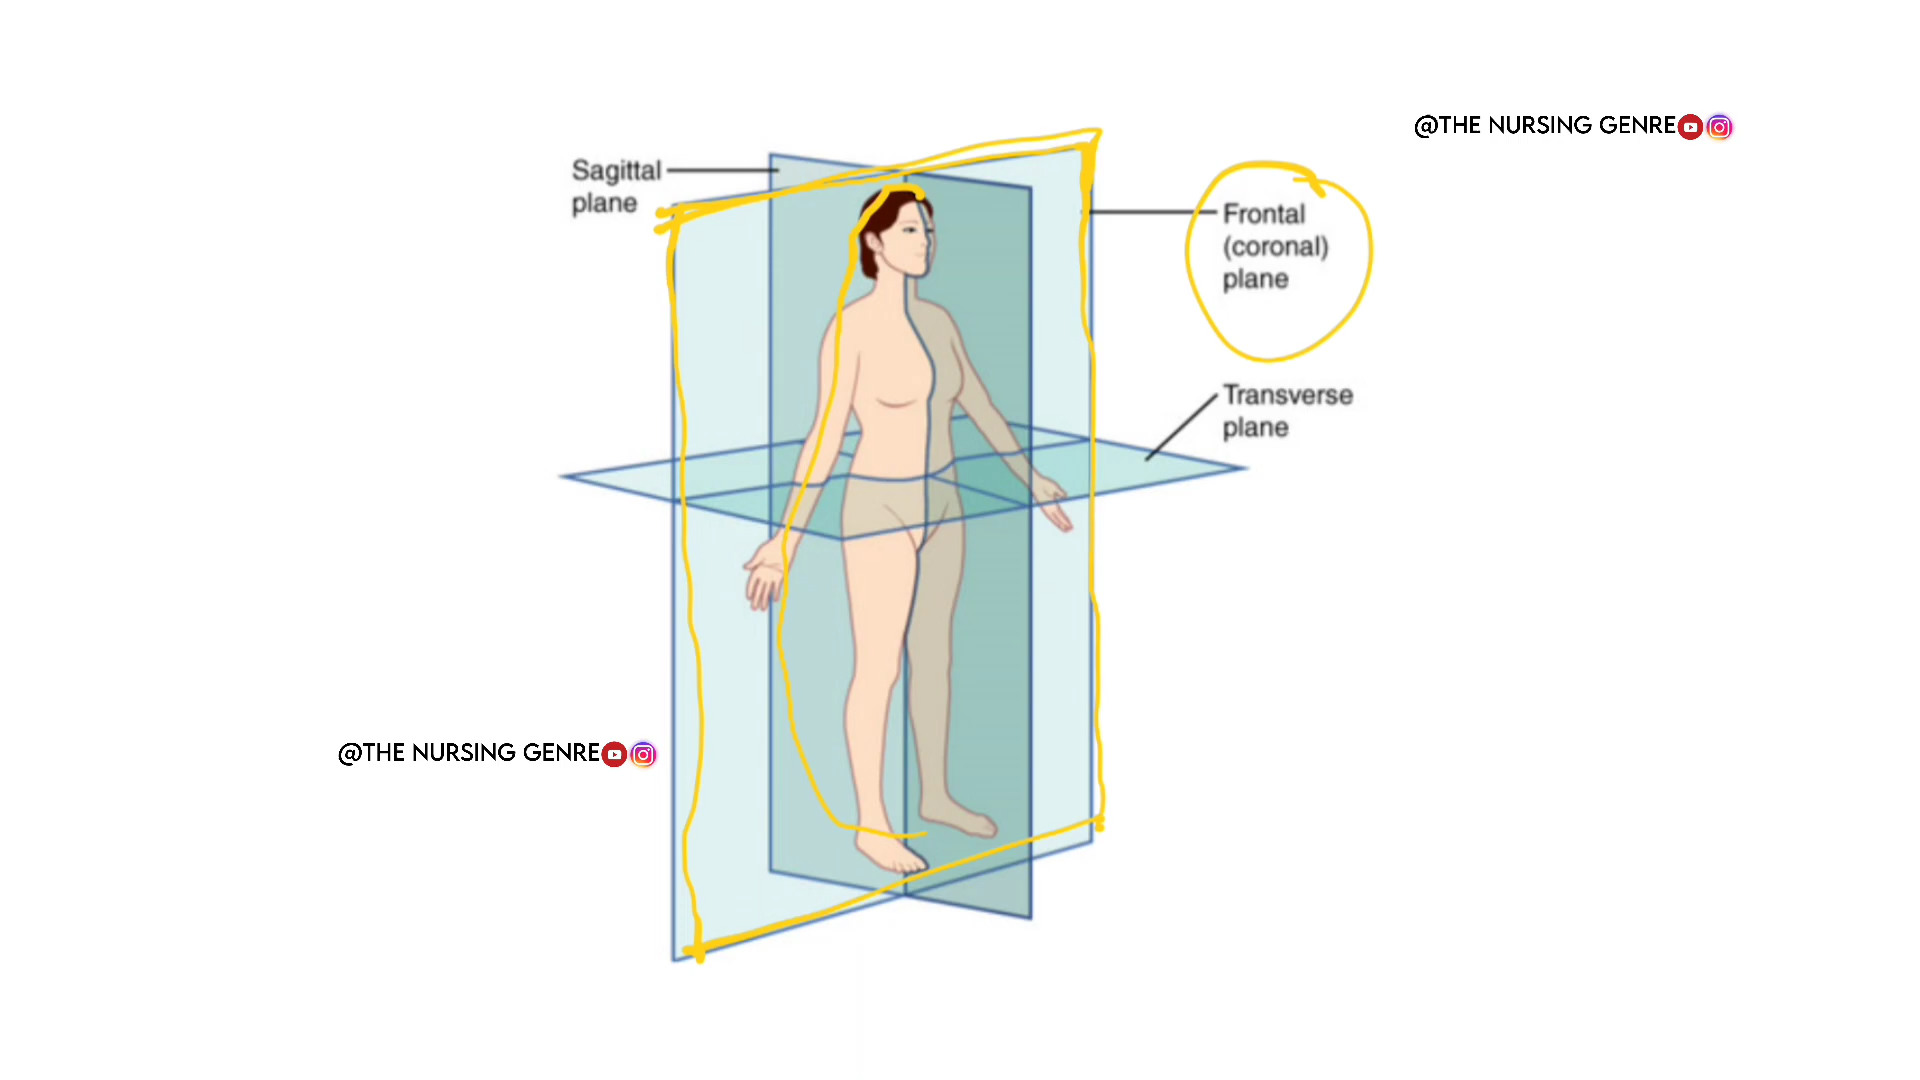 @THE NURSING GENRE
Sagittal
plane
Frontal
(coronal)
plane
Transverse
plane
@THE NURSING GENRE